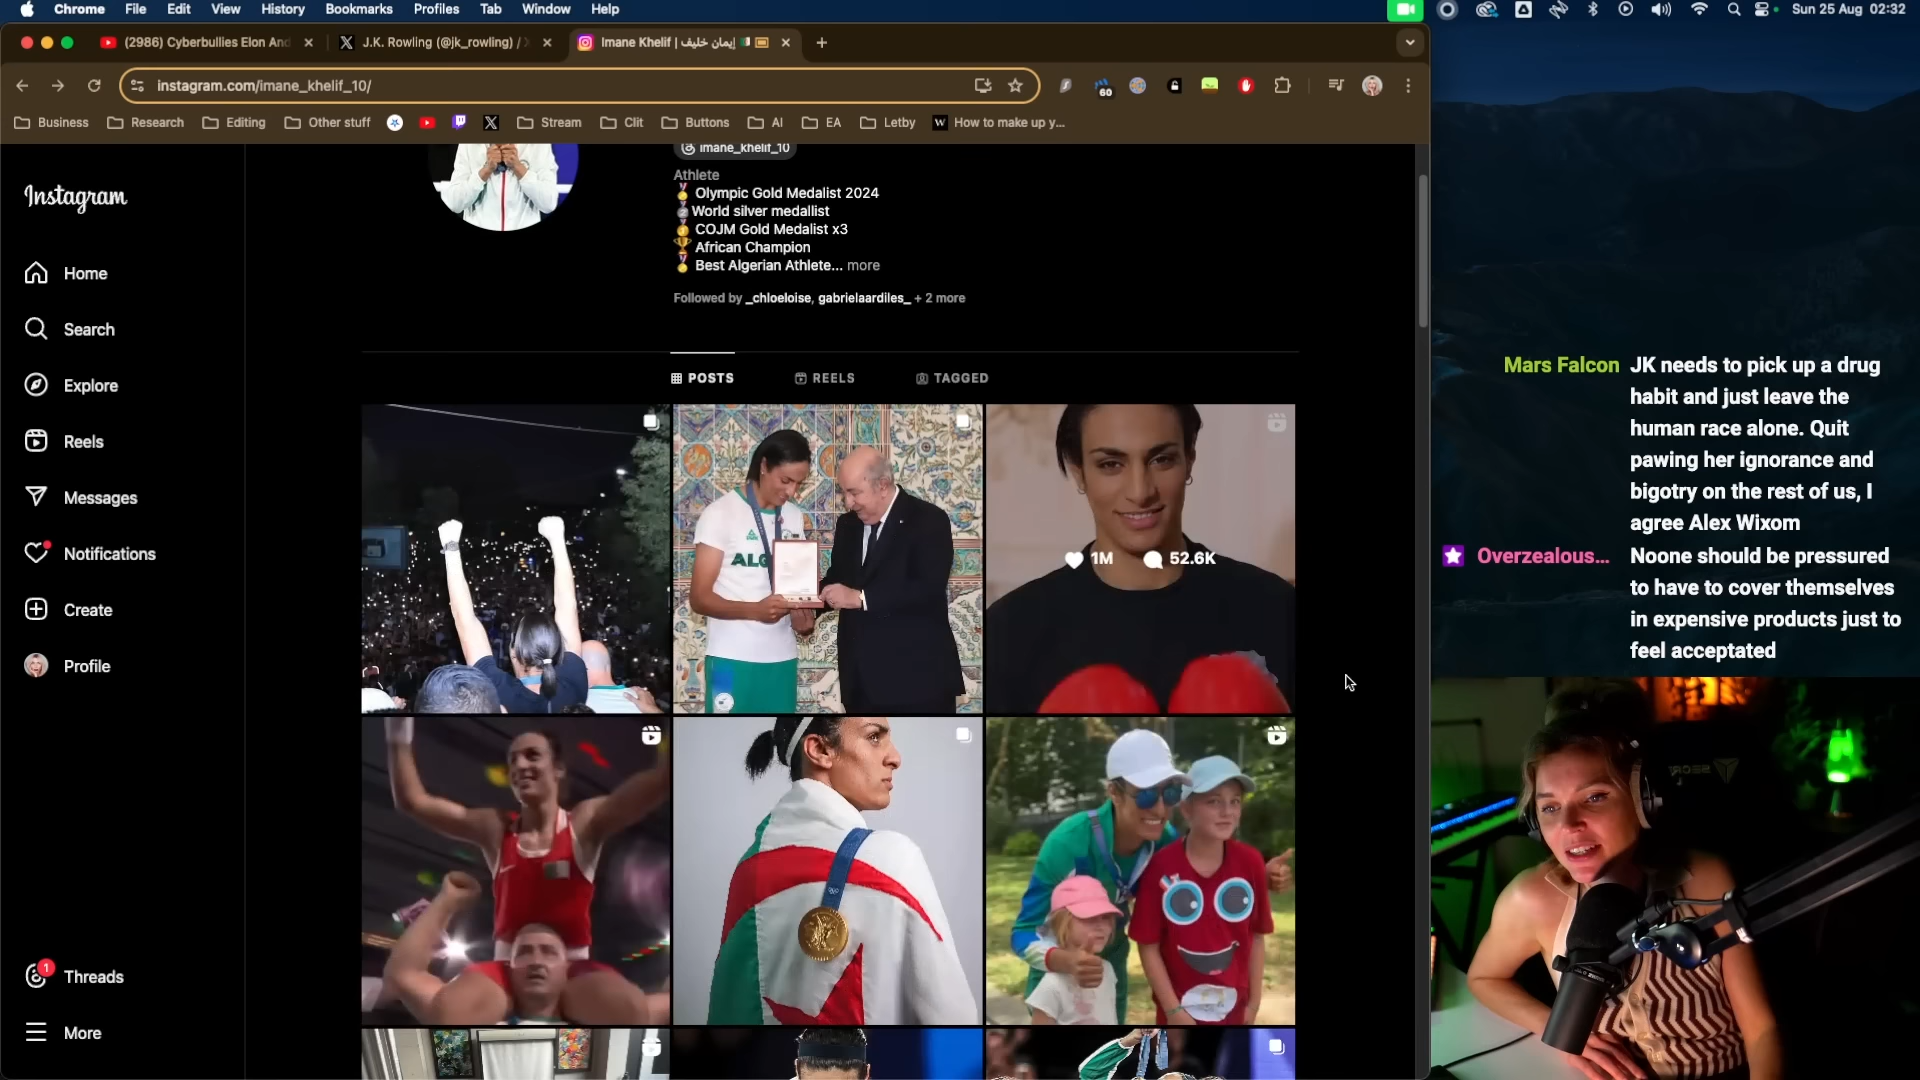 Chrome File Edit View History Bookmarks Profiles Tab Window Help
Sun 25 Aug 02:32
(2986) Cyberbullies Elon And
J.K. Rowling (@jk_rowling) / X
Imane Khelif | إيمان خليف
instagram.com/imane_khelif_10/
60
Business Research Editing Other stuff Stream Clit Buttons AI EA Letby How to make up y...
Instagram
Home
Search
Explore
Reels
Messages
Notifications
Create
Profile
1
Threads
More
imane_khelif_10
Athlete
Olympic Gold Medalist 2024
World silver medallist
COJM Gold Medalist x3
African Champion
Best Algerian Athlete... more
Followed by _chloeloise, gabrielaardiles_ + 2 more
POSTS REELS TAGGED
ALG
1M 52.6K
Mars Falcon JK needs to pick up a drug
habit and just leave the
human race alone. Quit
pawing her ignorance and
bigotry on the rest of us, I
agree Alex Wixom
Overzealous... Noone should be pressured
to have to cover themselves
in expensive products just to
feel acceptated